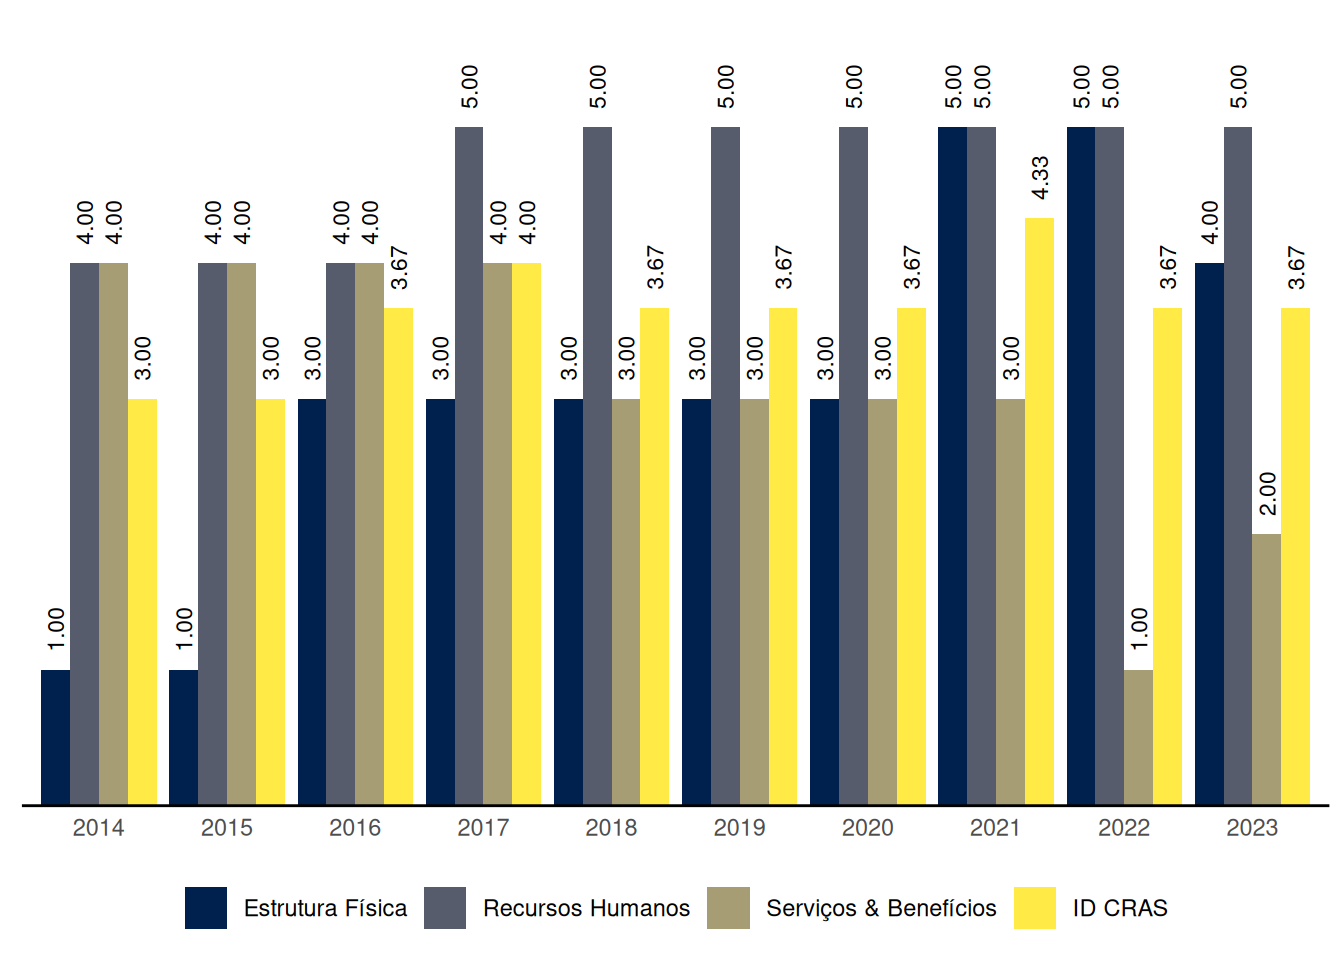 1.00 4.00 4.00 3.00
1.00 4.00 4.00 3.00
3.00 4.00 4.00 3.67
3.00 5.00 4.00 4.00
3.00 5.00 3.00 3.67
3.00 5.00 3.00 3.67
3.00 5.00 3.00 3.67
5.00 5.00 3.00 4.33
5.00 5.00 1.00 3.67
4.00 5.00 2.00 3.67
2014 2015 2016 2017 2018 2019 2020 2021 2022 2023
Estrutura Física Recursos Humanos Serviços & Benefícios ID CRAS